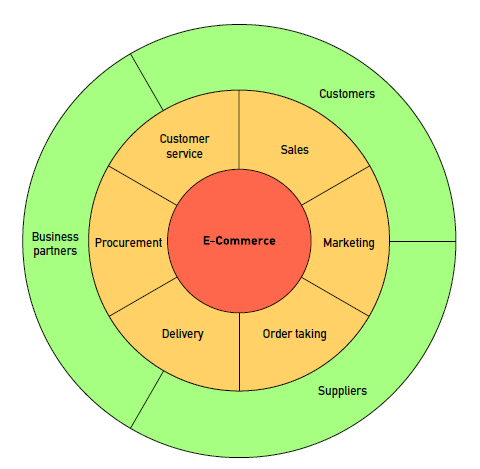 Customers
Customer
service
Sales
Business
partners
Procurement
E-Commerce
Marketing
Delivery
Order taking
Suppliers